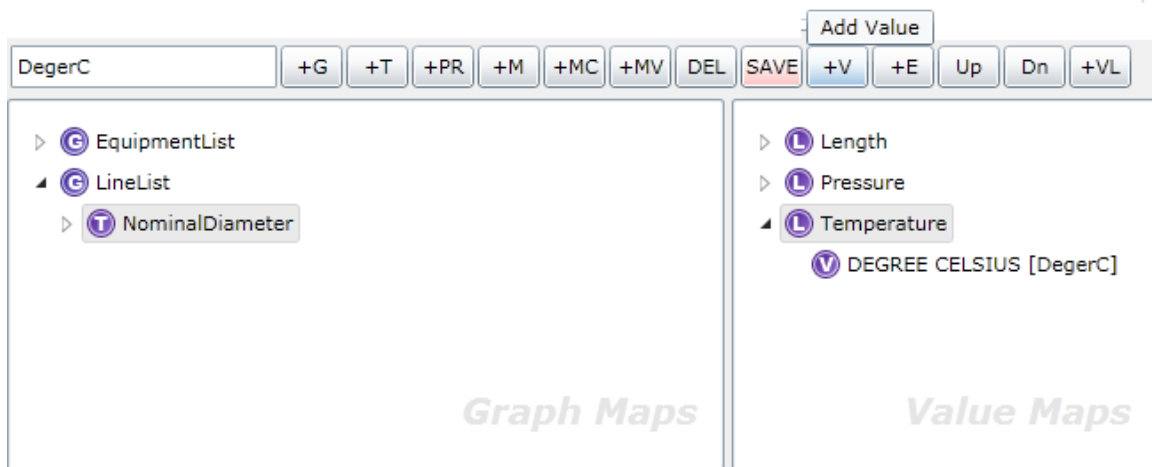 Add Value
DegerC +G +T +PR +M +MC +MV DEL SAVE +V +E Up Dn +VL
G EquipmentList
G LineList
T NominalDiameter
Graph Maps
L Length
L Pressure
L Temperature
V DEGREE CELSIUS [DegerC]
Value Maps